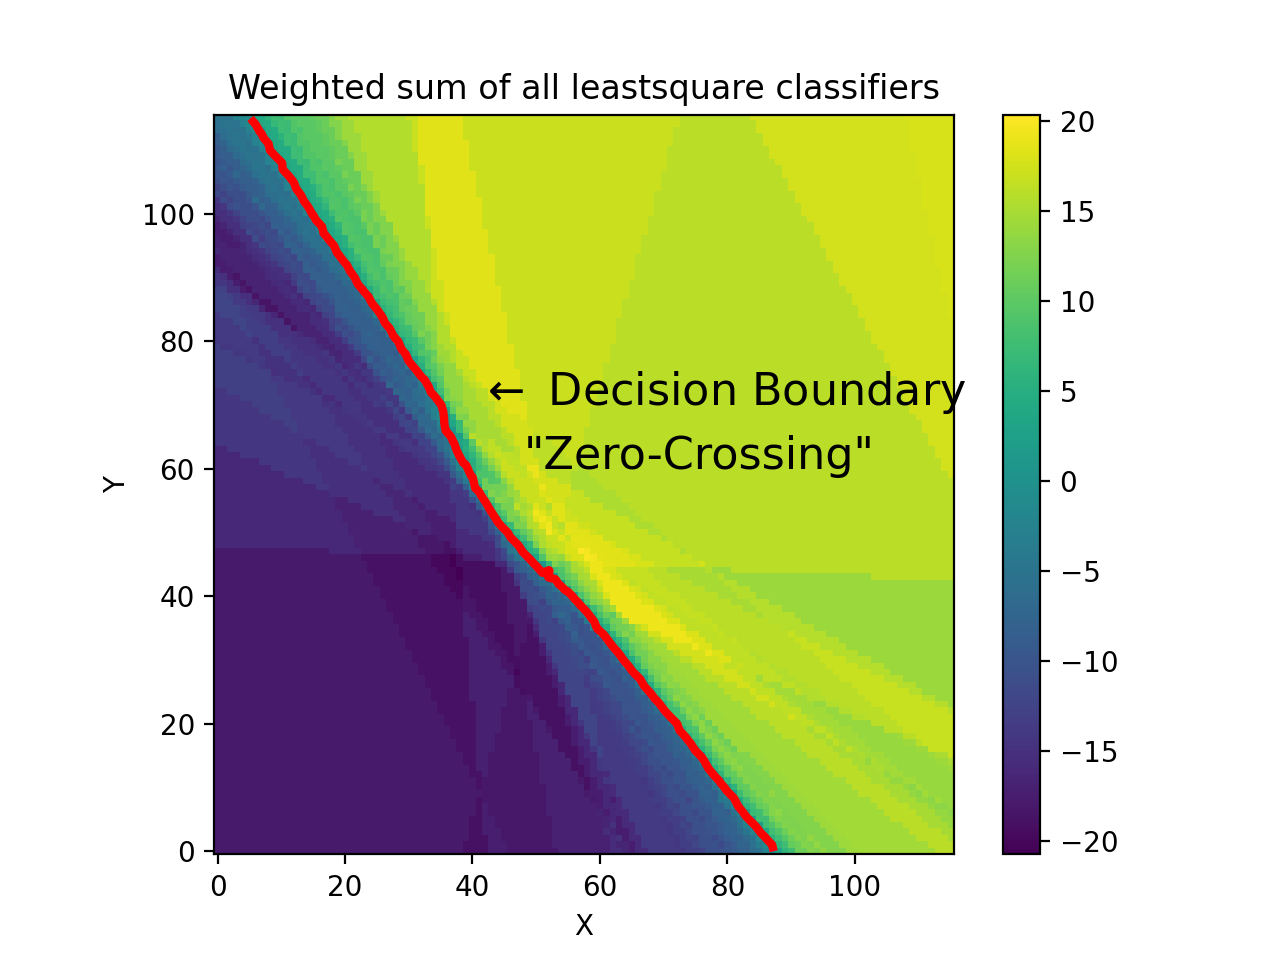 Weighted sum of all leastsquare classifiers
← Decision Boundary
"Zero-Crossing"
Y
100
80
60
40
20
0
0 20 40 60 80 100
X
20
15
10
5
0
−5
−10
−15
−20